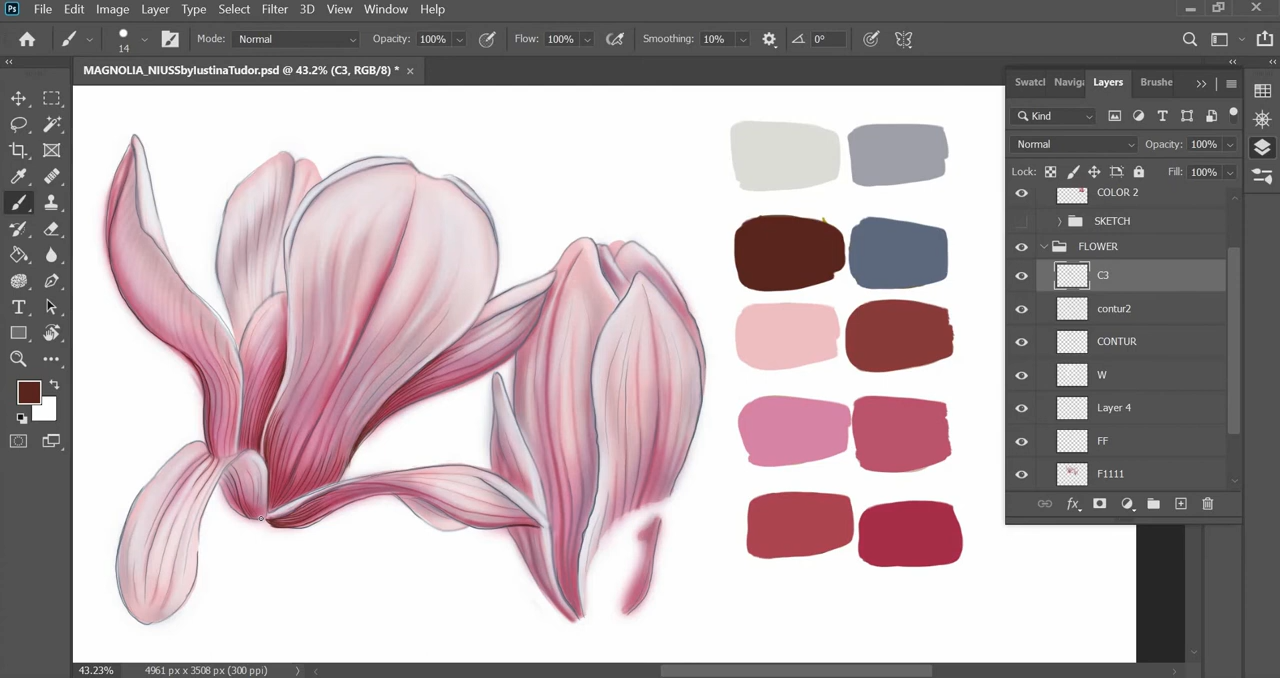 Ps File Edit Image Layer Type Select Filter 3D View Window Help
14 Mode: Normal Opacity: 100% Flow: 100% Smoothing: 10% 0°
MAGNOLIA_NIUSSbyIustinaTudor.psd @ 43.2% (C3, RGB/8) *
Swatcl Naviga Layers Brushe
Kind
Normal Opacity: 100%
Lock: Fill: 100%
COLOR 2
SKETCH
FLOWER
C3
contur2
CONTUR
W
Layer 4
FF
F1111
fx
43.23% 4961 px x 3508 px (300 ppi)